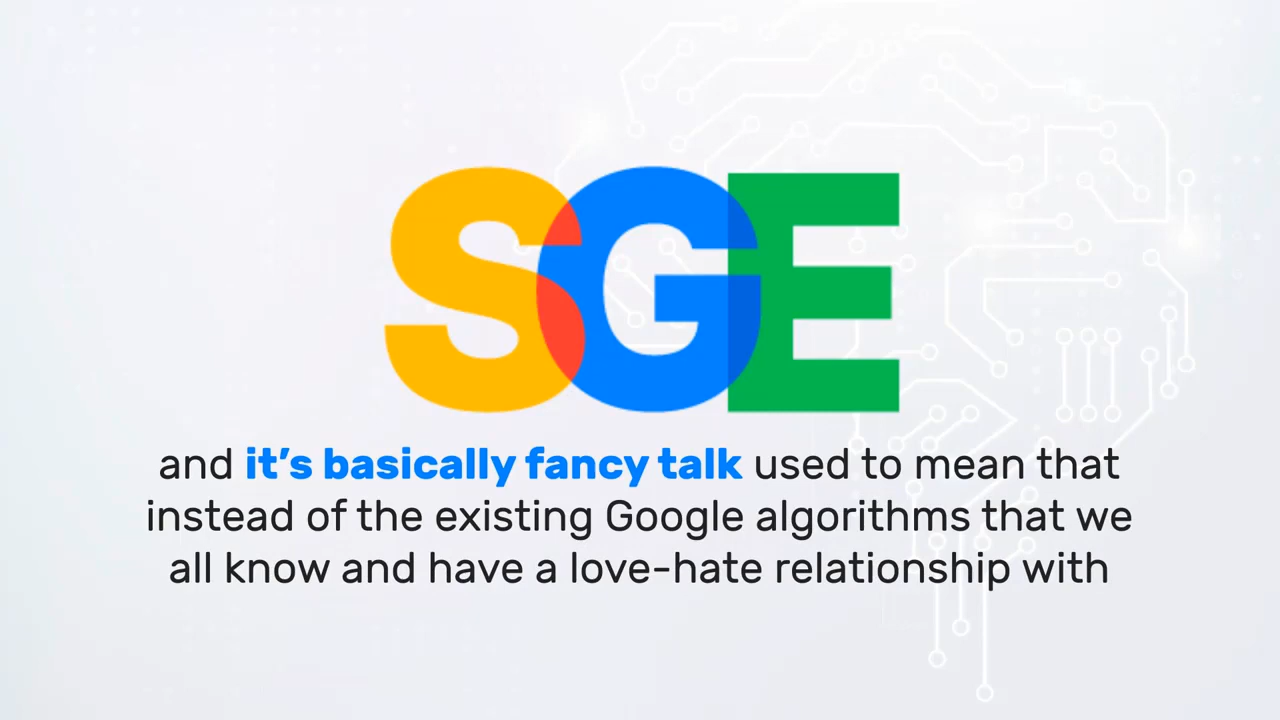 SGE
and it’s basically fancy talk used to mean that
instead of the existing Google algorithms that we
all know and have a love-hate relationship with